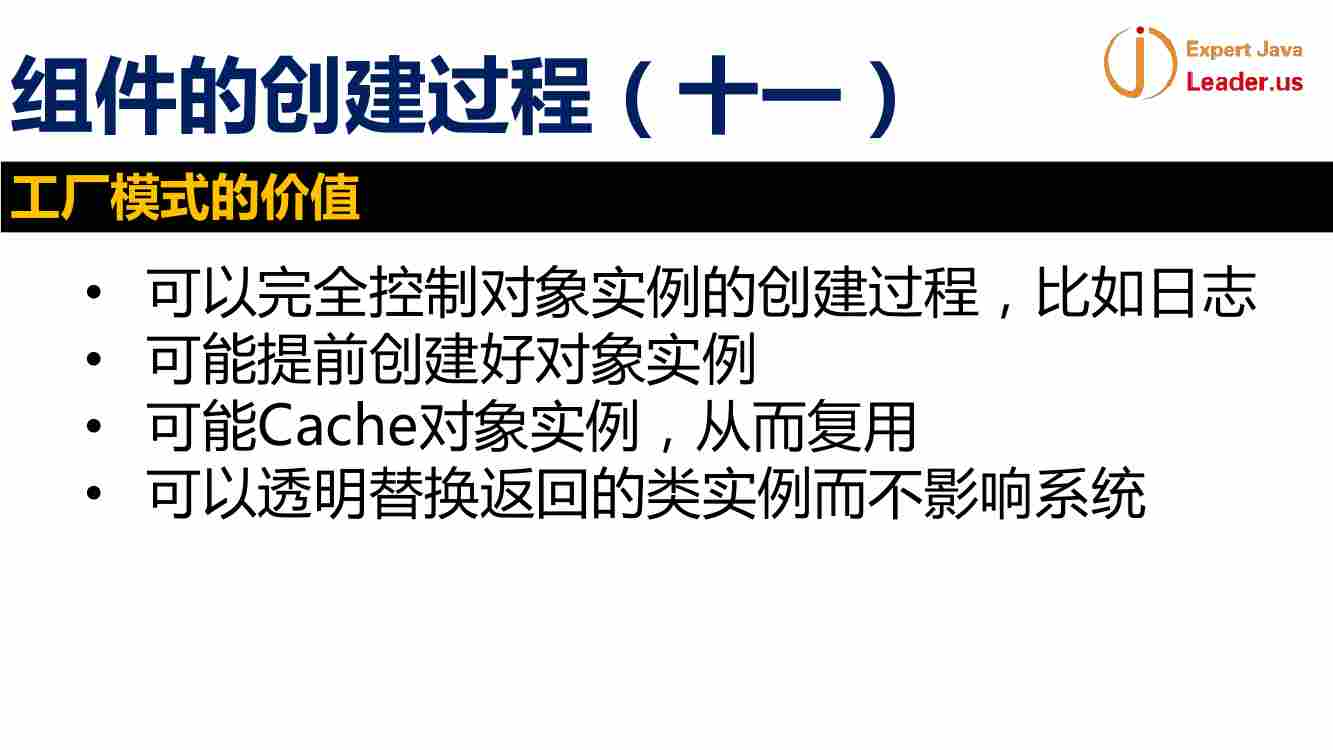 组件的创建过程（十一）
Expert Java
Leader.us
工厂模式的价值
• 可以完全控制对象实例的创建过程，比如日志
• 可能提前创建好对象实例
• 可能Cache对象实例，从而复用
• 可以透明替换返回的类实例而不影响系统